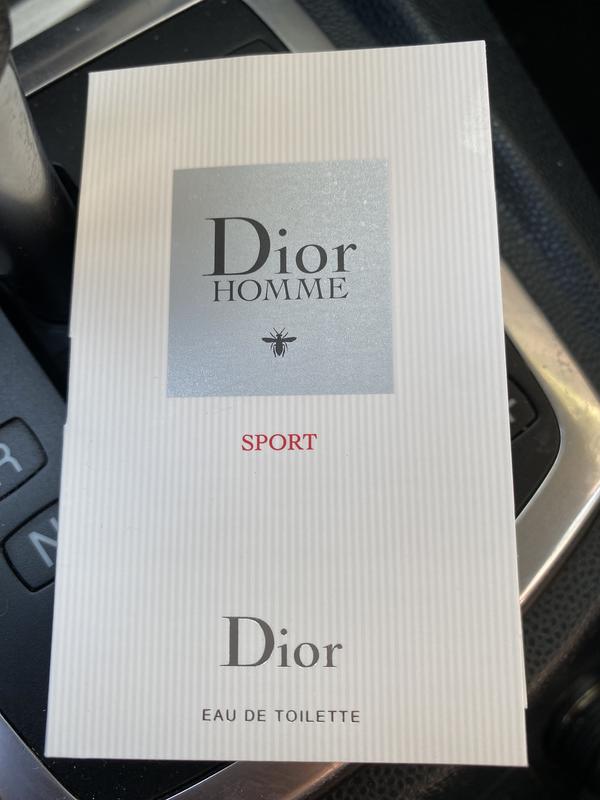 Dior
HOMME
SPORT
R
N
Dior
EAU DE TOILETTE